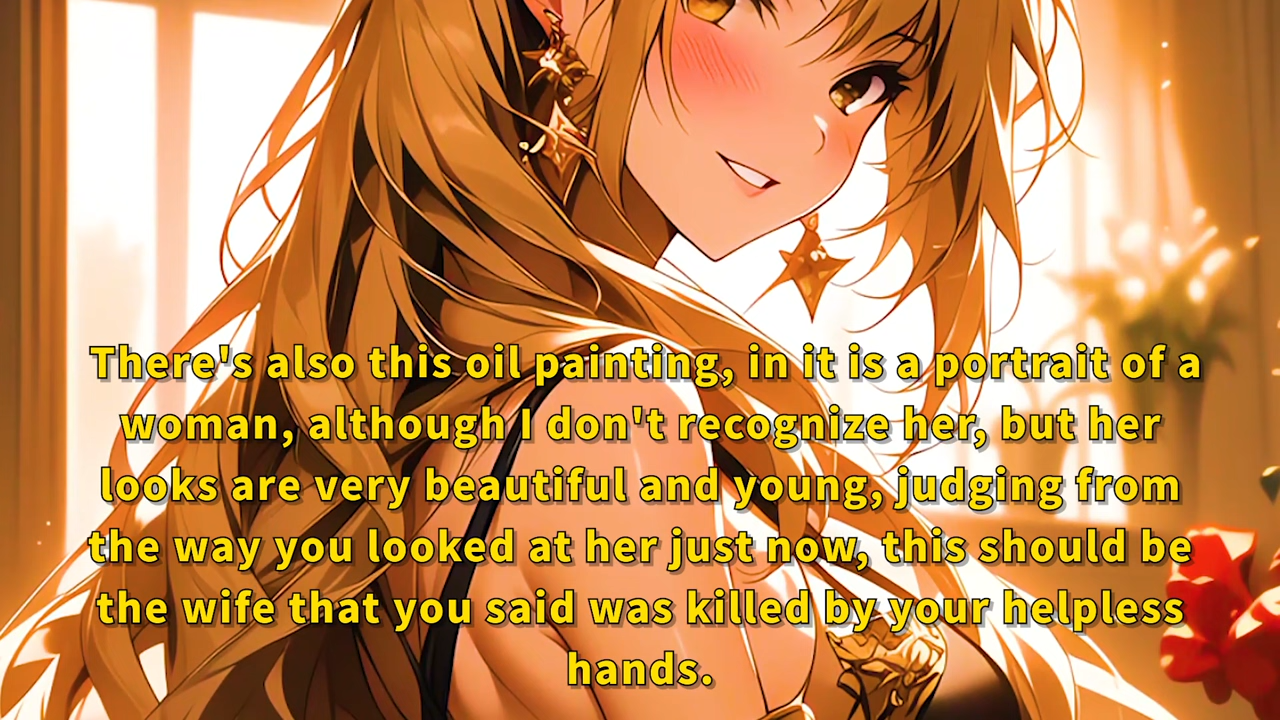 There's also this oil painting, in it is a portrait of a
woman, although I don't recognize her, but her
looks are very beautiful and young, judging from
the way you looked at her just now, this should be
the wife that you said was killed by your helpless
hands.